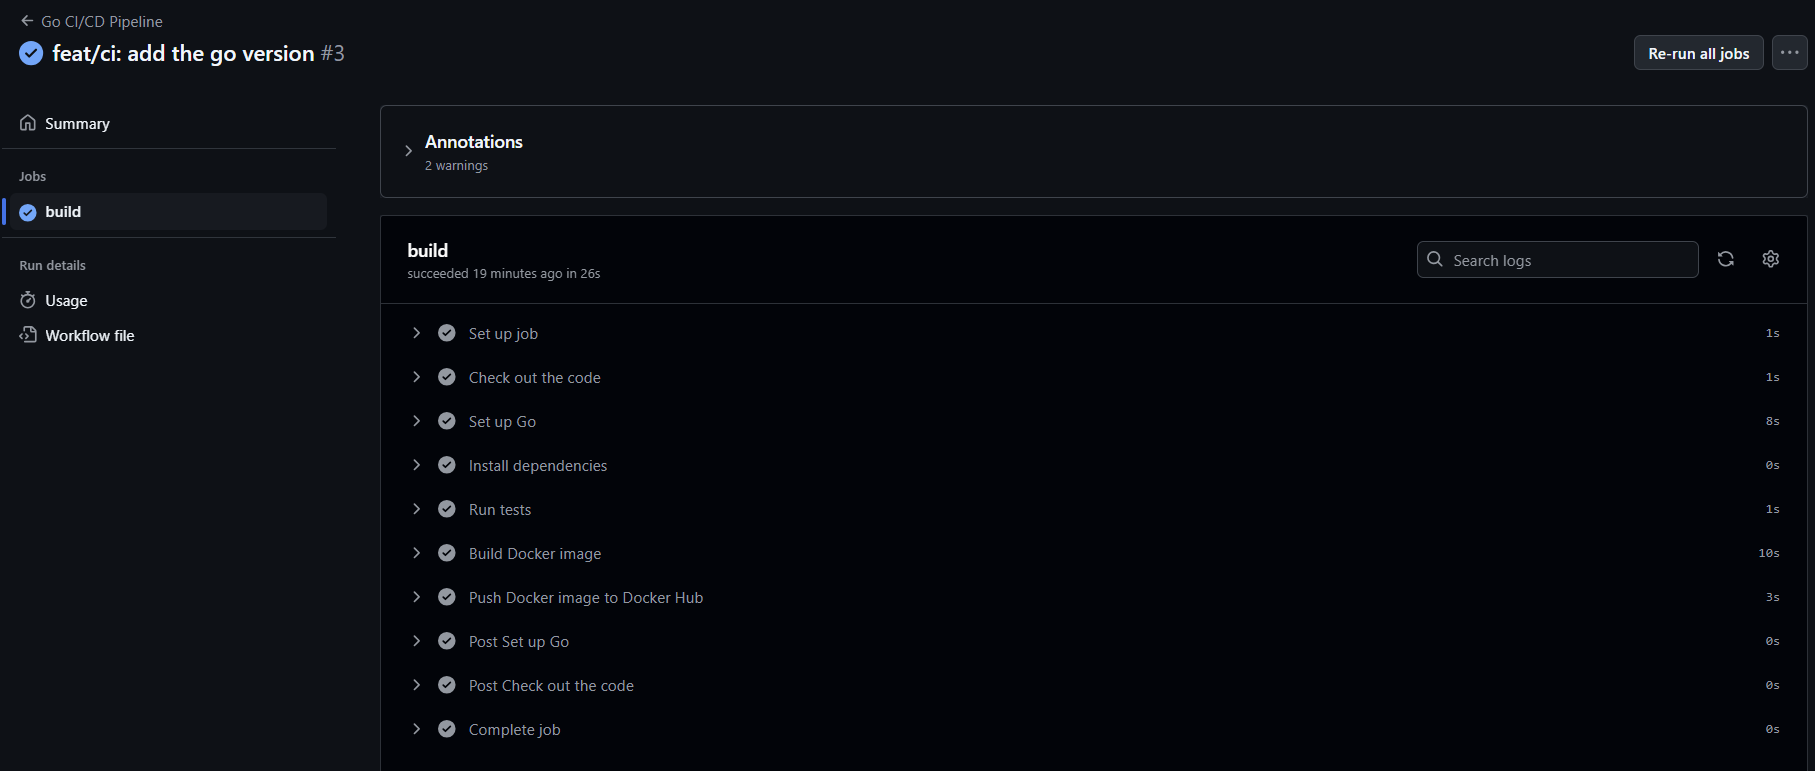 Go CI/CD Pipeline
feat/ci: add the go version #3
Re-run all jobs
Summary
Jobs
build
Run details
Usage
Workflow file
Annotations
2 warnings
build
succeeded 19 minutes ago in 26s
Search logs
Set up job 1s
Check out the code 1s
Set up Go 8s
Install dependencies 0s
Run tests 1s
Build Docker image 10s
Push Docker image to Docker Hub 3s
Post Set up Go 0s
Post Check out the code 0s
Complete job 0s